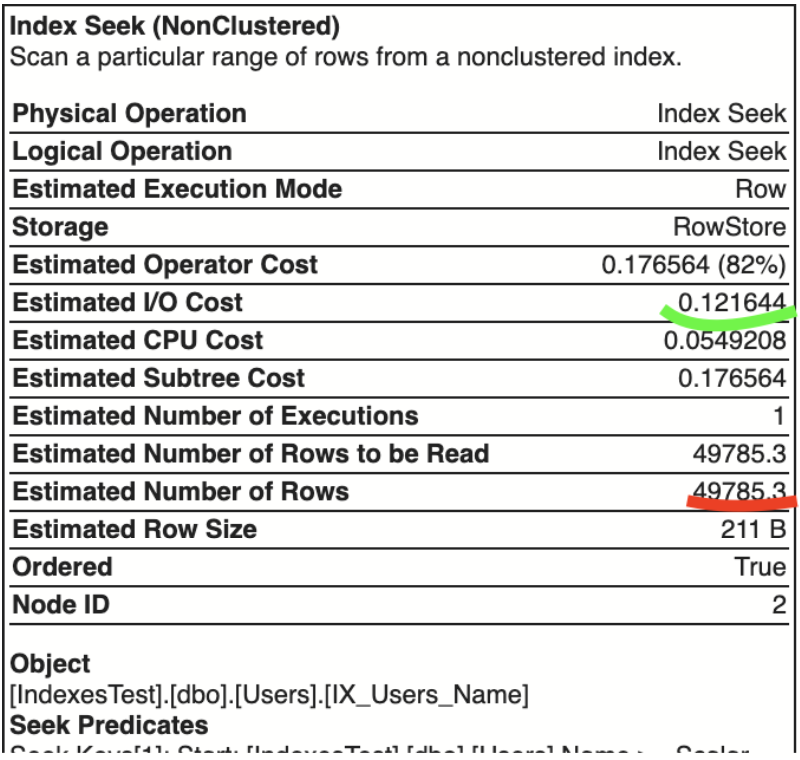 Index Seek (NonClustered)
Scan a particular range of rows from a nonclustered index.
Physical Operation Index Seek
Logical Operation Index Seek
Estimated Execution Mode Row
Storage RowStore
Estimated Operator Cost 0.176564 (82%)
Estimated I/O Cost 0.121644
Estimated CPU Cost 0.0549208
Estimated Subtree Cost 0.176564
Estimated Number of Executions 1
Estimated Number of Rows to be Read 49785.3
Estimated Number of Rows 49785.3
Estimated Row Size 211 B
Ordered True
Node ID 2
Object
[IndexesTest].[dbo].[Users].[IX_Users_Name]
Seek Predicates
Seek Keys[1]: Start: [IndexesTest].[dbo].[Users].Name > Scalar